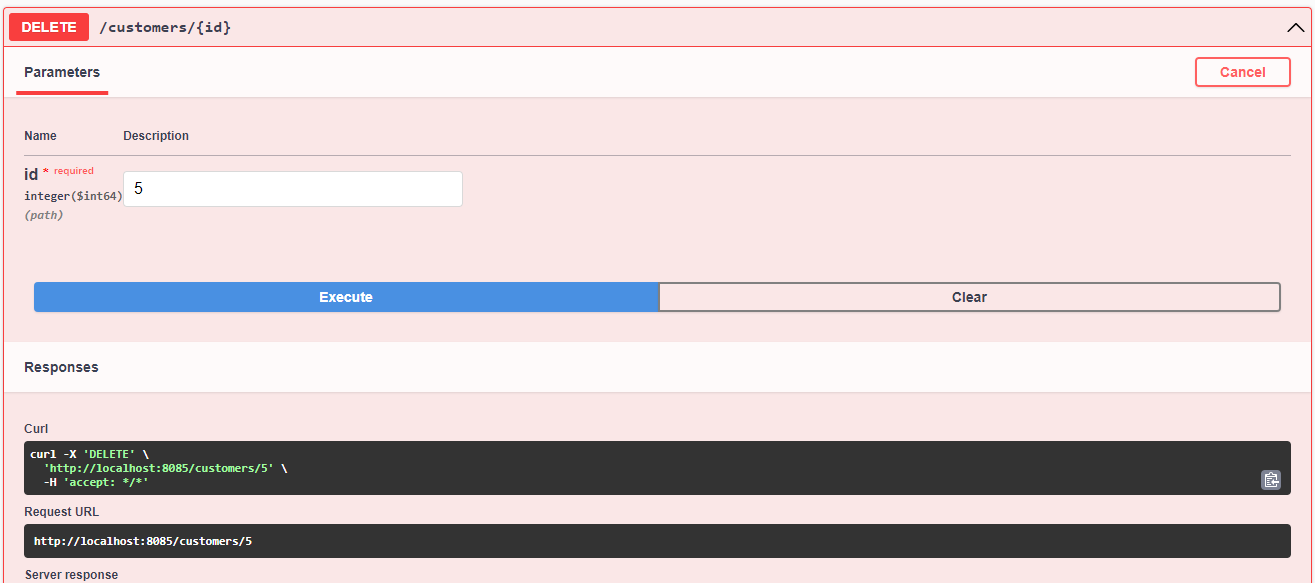 DELETE /customers/{id}
Parameters
Cancel
Name Description
id * required
integer($int64)
(path)
5
Execute Clear
Responses
Curl
curl -X 'DELETE' \
  'http://localhost:8085/customers/5' \
  -H 'accept: */*'
Request URL
http://localhost:8085/customers/5
Server response